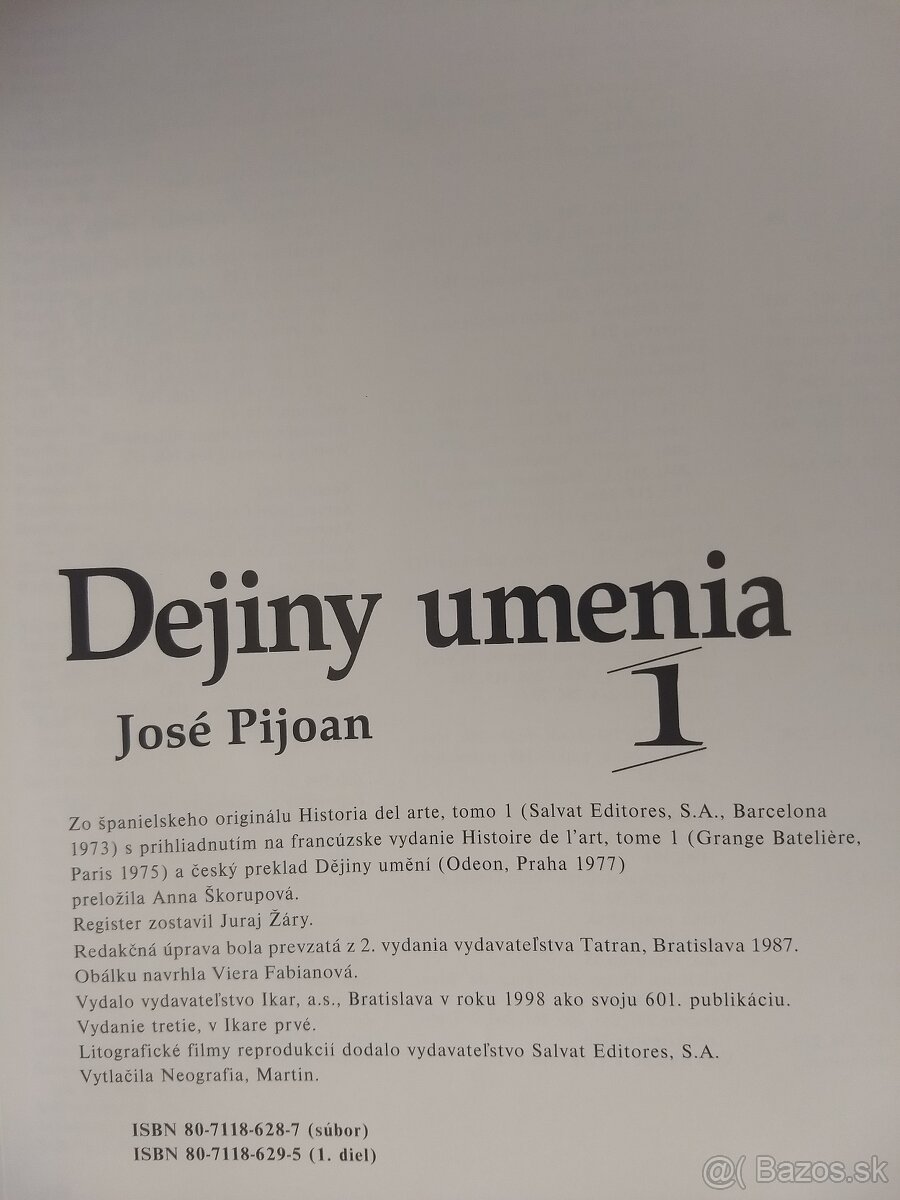 Dejiny umenia
1
José Pijoan
Zo španielskeho originálu Historia del arte, tomo 1 (Salvat Editores, S.A., Barcelona
1973) s prihliadnutím na francúzske vydanie Histoire de l'art, tome 1 (Grange Batelière,
Paris 1975) a český preklad Dějiny umění (Odeon, Praha 1977)
preložila Anna Škorupová.
Register zostavil Juraj Žáry.
Redakčná úprava bola prevzatá z 2. vydania vydavateľstva Tatran, Bratislava 1987.
Obálku navrhla Viera Fabianová.
Vydalo vydavateľstvo Ikar, a.s., Bratislava v roku 1998 ako svoju 601. publikáciu.
Vydanie tretie, v Ikare prvé.
Litografické filmy reprodukcií dodalo vydavateľstvo Salvat Editores, S.A.
Vytlačila Neografia, Martin.
ISBN 80-7118-628-7 (súbor)
ISBN 80-7118-629-5 (1. diel)
@( Bazos.sk